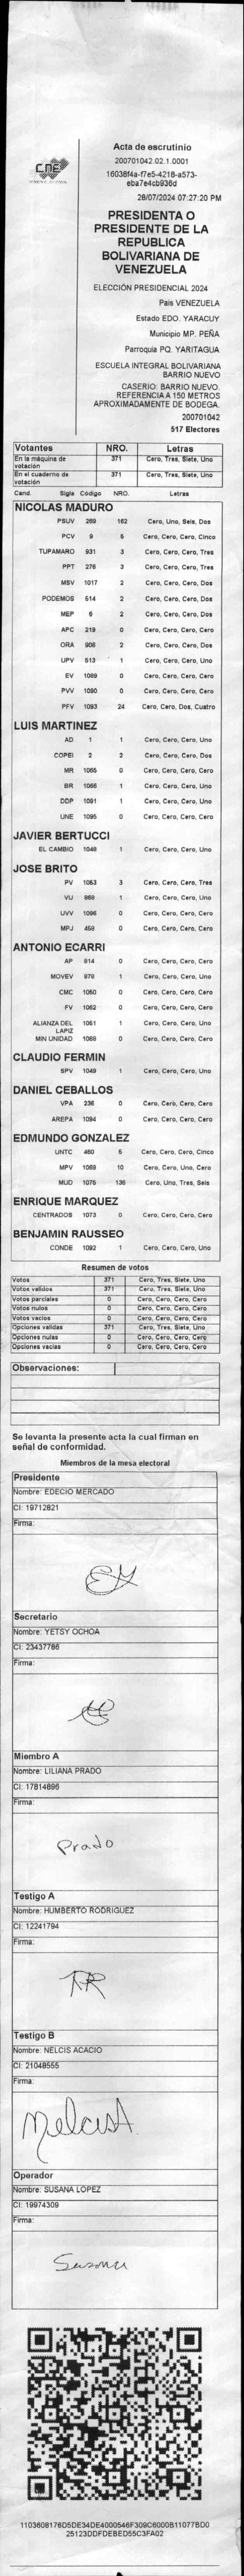 CNE
Acta de escrutinio
200701042.02.1.0001
16038f4a-f7e5-4218-a573-
eba7e4cb936d
28/07/2024 07:27:20 PM
PRESIDENTA O
PRESIDENTE DE LA
REPUBLICA
BOLIVARIANA DE
VENEZUELA
ELECCIÓN PRESIDENCIAL 2024
Pais VENEZUELA
Estado EDO. YARACUY
Municipio MP. PEÑA
Parroquia PQ. YARITAGUA
ESCUELA INTEGRAL BOLIVARIANA
BARRIO NUEVO
CASERIO: BARRIO NUEVO.
REFERENCIA A 150 METROS
APROXIMADAMENTE DE BODEGA.
200701042
517 Electores
Votantes NRO. Letras
En la máquina de votación 371 Cero, Tres, Siete, Uno
En el cuaderno de votación 371 Cero, Tres, Siete, Uno
Cand. Sigla Código NRO. Letras
NICOLAS MADURO
PSUV 269 162 Cero, Uno, Seis, Dos
PCV 9 5 Cero, Cero, Cero, Cinco
TUPAMARO 931 3 Cero, Cero, Cero, Tres
PPT 276 3 Cero, Cero, Cero, Tres
MSV 1017 2 Cero, Cero, Cero, Dos
PODEMOS 514 2 Cero, Cero, Cero, Dos
MEP 6 2 Cero, Cero, Cero, Dos
APC 219 0 Cero, Cero, Cero, Cero
ORA 906 2 Cero, Cero, Cero, Dos
UPV 513 1 Cero, Cero, Cero, Uno
EV 1089 0 Cero, Cero, Cero, Cero
PVV 1090 0 Cero, Cero, Cero, Cero
PFV 1093 24 Cero, Cero, Dos, Cuatro
LUIS MARTINEZ
AD 1 1 Cero, Cero, Cero, Uno
COPEI 2 2 Cero, Cero, Cero, Dos
MR 1065 0 Cero, Cero, Cero, Cero
BR 1066 1 Cero, Cero, Cero, Uno
DDP 1091 1 Cero, Cero, Cero, Uno
UNE 1095 0 Cero, Cero, Cero, Cero
JAVIER BERTUCCI
EL CAMBIO 1048 1 Cero, Cero, Cero, Uno
JOSE BRITO
PV 1053 3 Cero, Cero, Cero, Tres
VU 868 1 Cero, Cero, Cero, Uno
UVV 1096 0 Cero, Cero, Cero, Cero
MPJ 458 0 Cero, Cero, Cero, Cero
ANTONIO ECARRI
AP 914 0 Cero, Cero, Cero, Cero
MOVEV 979 1 Cero, Cero, Cero, Uno
CMC 1050 0 Cero, Cero, Cero, Cero
FV 1052 0 Cero, Cero, Cero, Cero
ALIANZA DEL LAPIZ 1051 1 Cero, Cero, Cero, Uno
MIN UNIDAD 1068 0 Cero, Cero, Cero, Cero
CLAUDIO FERMIN
SPV 1049 1 Cero, Cero, Cero, Uno
DANIEL CEBALLOS
VPA 236 0 Cero, Cero, Cero, Cero
AREPA 1094 0 Cero, Cero, Cero, Cero
EDMUNDO GONZALEZ
UNTC 460 5 Cero, Cero, Cero, Cinco
MPV 1069 10 Cero, Cero, Uno, Cero
MUD 1075 136 Cero, Uno, Tres, Seis
ENRIQUE MARQUEZ
CENTRADOS 1073 0 Cero, Cero, Cero, Cero
BENJAMIN RAUSSEO
CONDE 1092 1 Cero, Cero, Cero, Uno
Resumen de votos
Votos 371 Cero, Tres, Siete, Uno
Votos validos 371 Cero, Tres, Siete, Uno
Votos parciales 0 Cero, Cero, Cero, Cero
Votos nulos 0 Cero, Cero, Cero, Cero
Votos vacios 0 Cero, Cero, Cero, Cero
Opciones validas 371 Cero, Tres, Siete, Uno
Opciones nulas 0 Cero, Cero, Cero, Cero
Opciones vacias 0 Cero, Cero, Cero, Cero
Observaciones:
Se levanta la presente acta la cual firman en
señal de conformidad.
Miembros de la mesa electoral
Presidente
Nombre: EDECIO MERCADO
CI: 19712821
Firma:
EM
Secretario
Nombre: YETSY OCHOA
CI: 23437786
Firma:
Miembro A
Nombre: LILIANA PRADO
CI: 17814896
Firma:
Prado
Testigo A
Nombre: HUMBERTO RODRIGUEZ
CI: 12241794
Firma:
Testigo B
Nombre: NELCIS ACACIO
CI: 21048555
Firma:
Operador
Nombre: SUSANA LOPEZ
CI: 19974309
Firma:
Susana
1103608176D5DE34DE4000546F309C6000B11077BD0
25123DDFDEBED55C3FA02